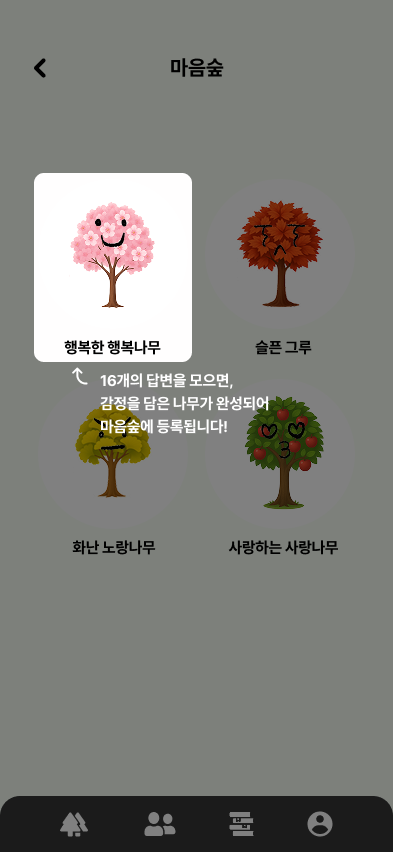 마음숲
행복한 행복나무
슬픈 그루
16개의 답변을 모으면,
감정을 담은 나무가 완성되어
마음숲에 등록됩니다!
화난 노랑나무
사랑하는 사랑나무